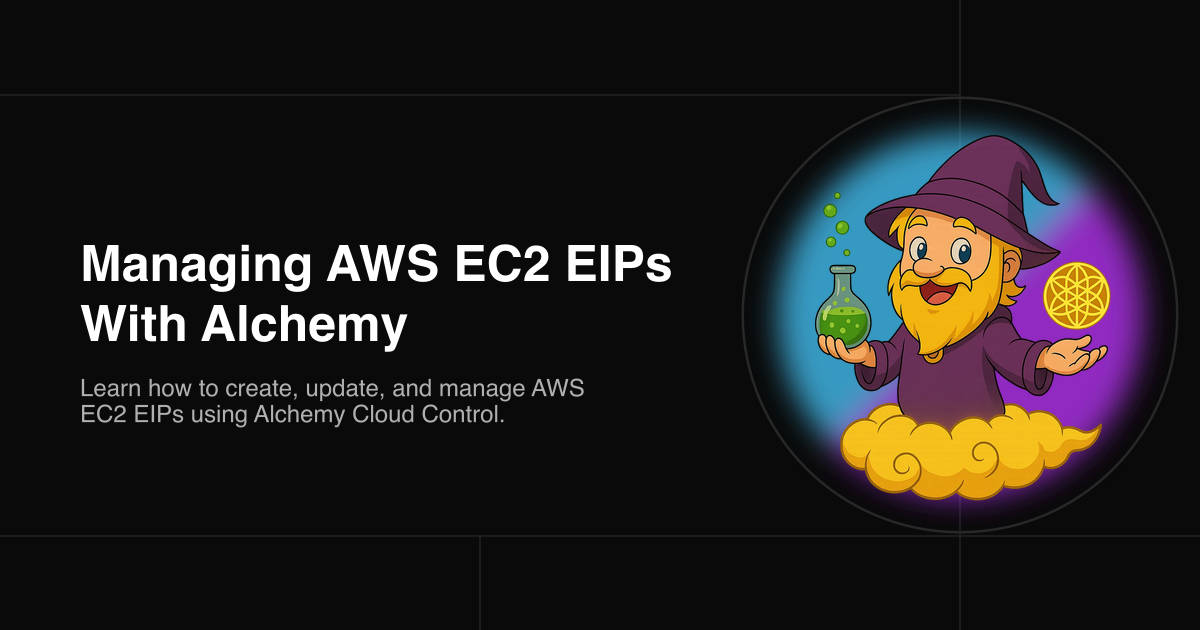 Managing AWS EC2 EIPs
With Alchemy
Learn how to create, update, and manage AWS
EC2 EIPs using Alchemy Cloud Control.